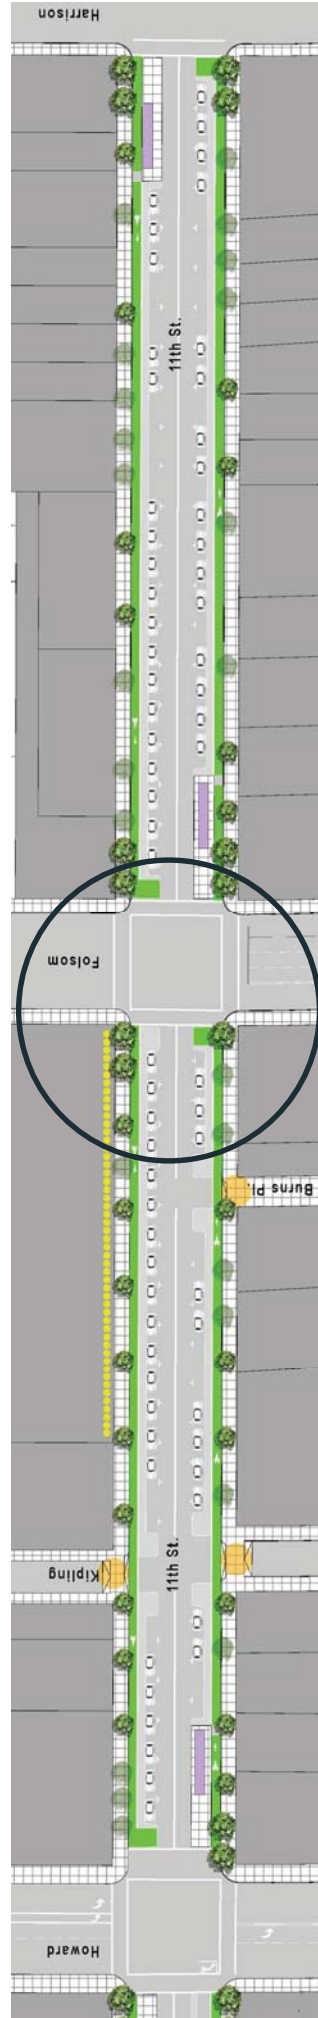 Harrison
11th St.
Folsom
Burns Pl.
11th St.
Kipling
Howard